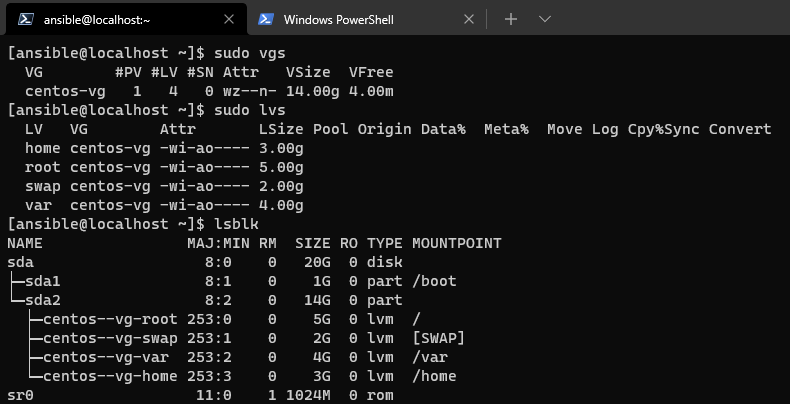 ansible@localhost:~ Windows PowerShell
[ansible@localhost ~]$ sudo vgs
  VG        #PV #LV #SN Attr   VSize  VFree
  centos-vg   1   4   0 wz--n- 14.00g 4.00m
[ansible@localhost ~]$ sudo lvs
  LV   VG        Attr       LSize Pool Origin Data%  Meta%  Move Log Cpy%Sync Convert
  home centos-vg -wi-ao---- 3.00g
  root centos-vg -wi-ao---- 5.00g
  swap centos-vg -wi-ao---- 2.00g
  var  centos-vg -wi-ao---- 4.00g
[ansible@localhost ~]$ lsblk
NAME                MAJ:MIN RM  SIZE RO TYPE MOUNTPOINT
sda                   8:0    0   20G  0 disk
├─sda1                8:1    0    1G  0 part /boot
└─sda2                8:2    0   14G  0 part
  ├─centos--vg-root 253:0    0    5G  0 lvm  /
  ├─centos--vg-swap 253:1    0    2G  0 lvm  [SWAP]
  ├─centos--vg-var  253:2    0    4G  0 lvm  /var
  └─centos--vg-home 253:3    0    3G  0 lvm  /home
sr0                  11:0    1 1024M  0 rom